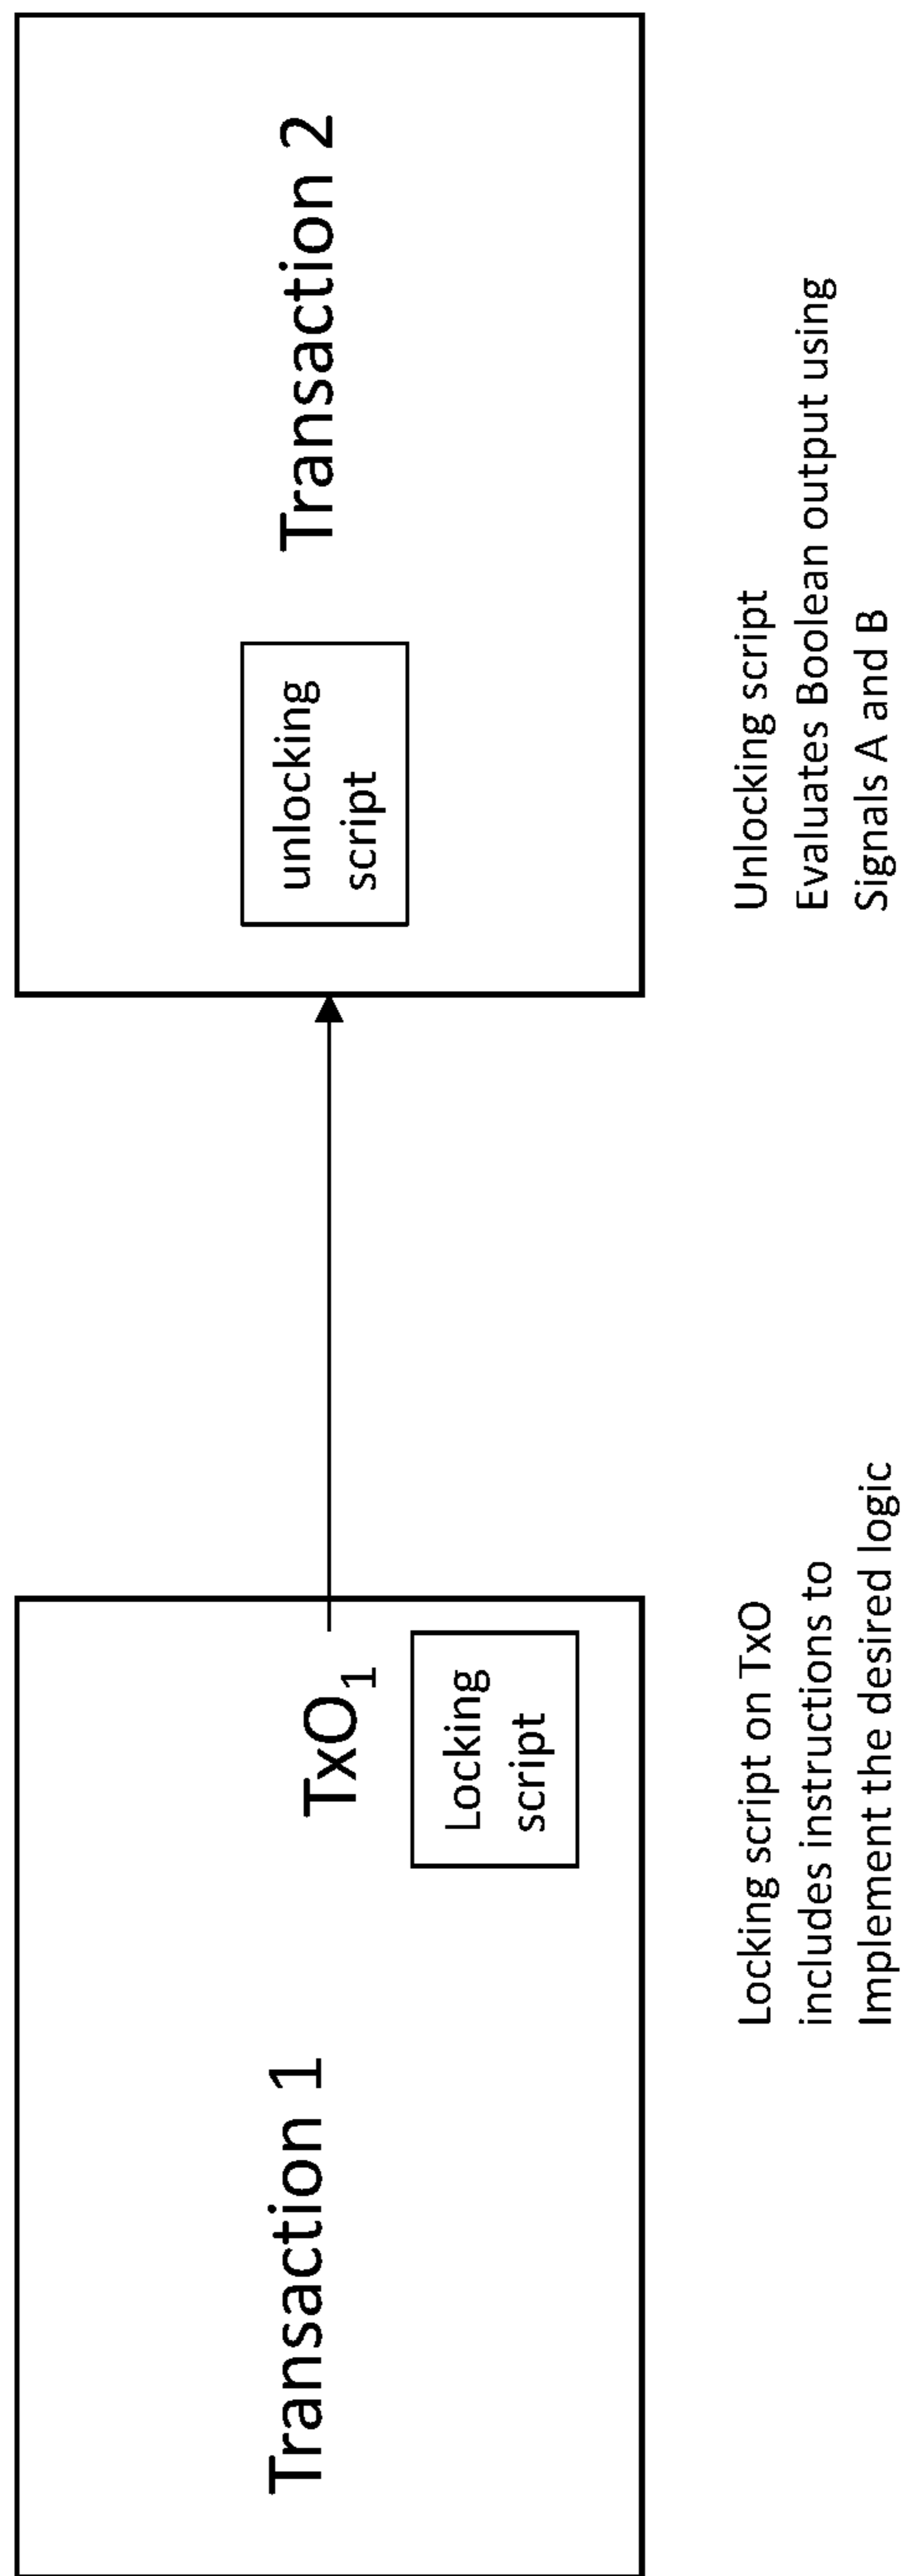 Transaction 1
TxO1
Locking
script
Locking script on TxO
includes instructions to
Implement the desired logic
Transaction 2
unlocking
script
Unlocking script
Evaluates Boolean output using
Signals A and B